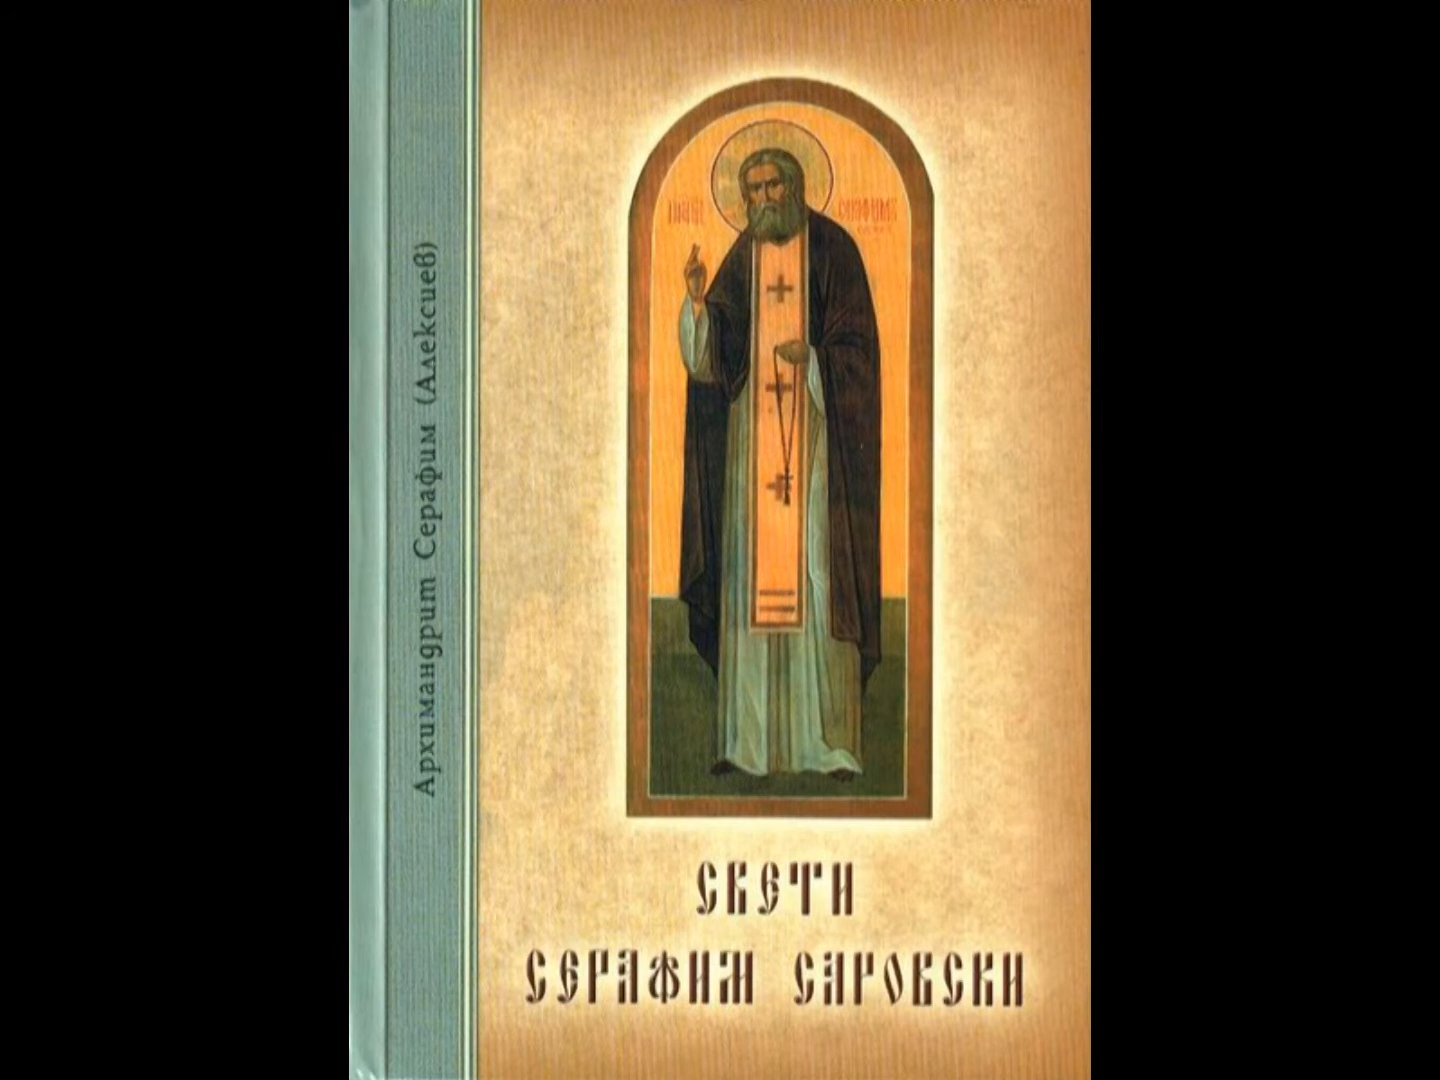 Архимандрит Серафим (Алексиев)
СВЕТИ
СЕРАФИМ САРОВСКИ